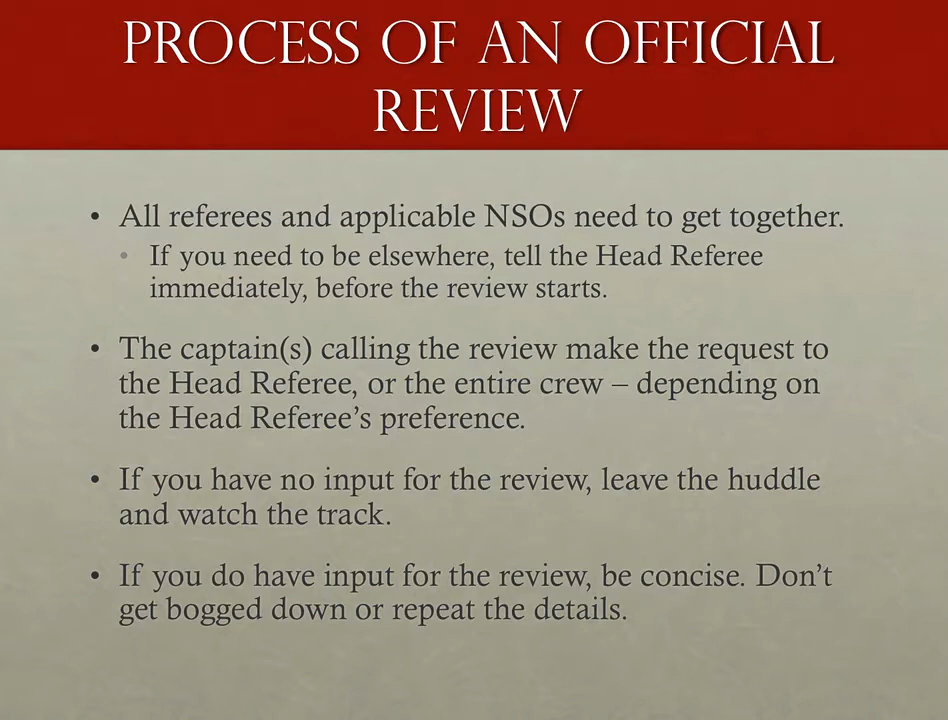 PROCESS OF AN OFFICIAL
REVIEW
• All referees and applicable NSOs need to get together.
• If you need to be elsewhere, tell the Head Referee
immediately, before the review starts.
• The captain(s) calling the review make the request to
the Head Referee, or the entire crew – depending on
the Head Referee’s preference.
• If you have no input for the review, leave the huddle
and watch the track.
• If you do have input for the review, be concise. Don’t
get bogged down or repeat the details.